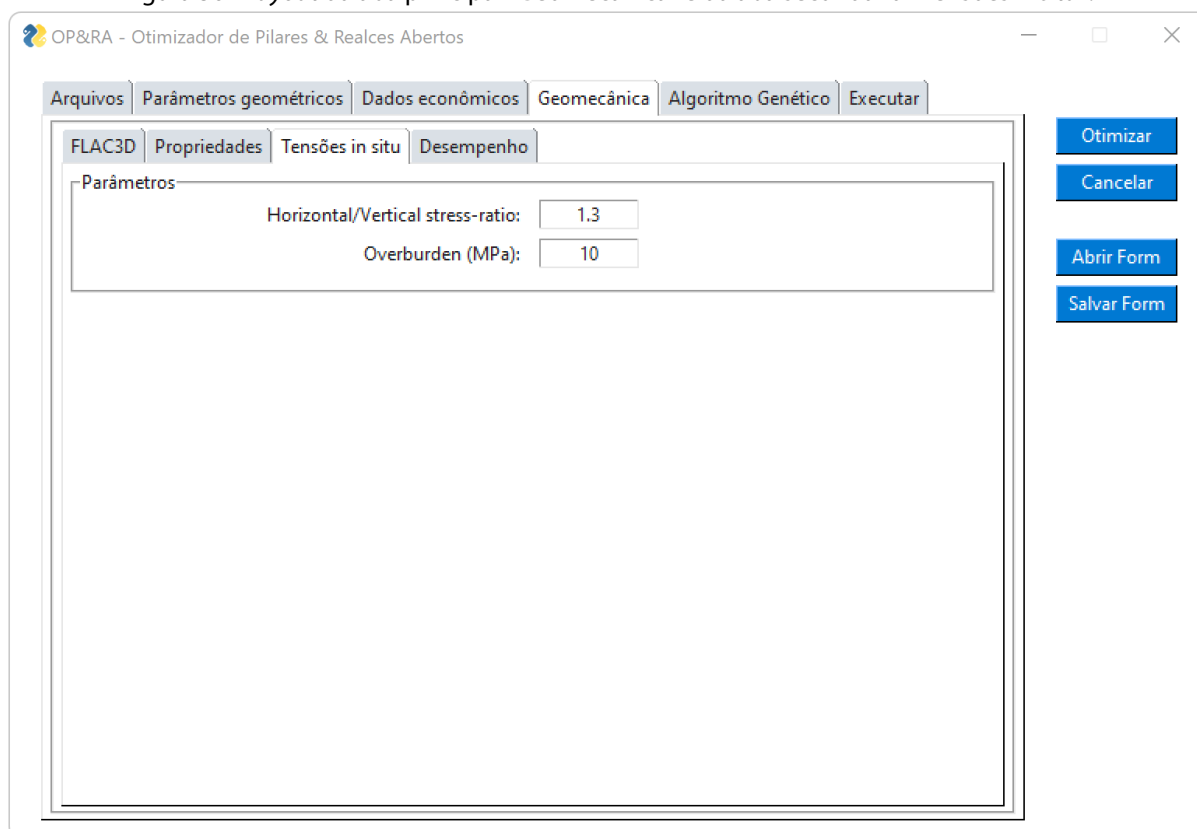 OP&RA - Otimizador de Pilares & Realces Abertos
Arquivos Parâmetros geométricos Dados econômicos Geomecânica Algoritmo Genético Executar
FLAC3D Propriedades Tensões in situ Desempenho
Parâmetros
Horizontal/Vertical stress-ratio: 1.3
Overburden (MPa): 10
Otimizar
Cancelar
Abrir Form
Salvar Form